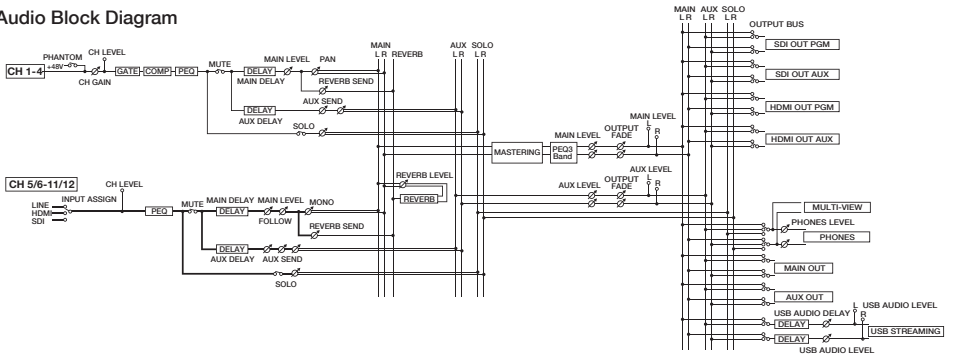 Audio Block Diagram
MAIN AUX SOLO
L R L R L R
OUTPUT BUS
SDI OUT PGM
SDI OUT AUX
HDMI OUT PGM
HDMI OUT AUX
MAIN
L R REVERB
AUX SOLO
L R L R
CH 1-4
PHANTOM
+48V
CH LEVEL
CH GAIN
GATE
COMP
PEQ
MUTE
DELAY
MAIN DELAY
MAIN LEVEL
PAN
REVERB SEND
DELAY
AUX DELAY
AUX SEND
SOLO
MASTERING
PEQ3
Band
MAIN LEVEL
OUTPUT
FADE
MAIN LEVEL
L
R
REVERB LEVEL
REVERB
AUX LEVEL
OUTPUT
FADE
AUX LEVEL
L
R
CH 5/6-11/12
INPUT ASSIGN
LINE
HDMI
SDI
CH LEVEL
PEQ
MUTE
MAIN DELAY
DELAY
MAIN LEVEL
FOLLOW
MONO
REVERB SEND
DELAY
AUX DELAY
AUX SEND
SOLO
MULTI-VIEW
PHONES LEVEL
PHONES
MAIN OUT
AUX OUT
USB AUDIO DELAY
L
R
USB AUDIO LEVEL
DELAY
USB STREAMING
DELAY
USB AUDIO LEVEL